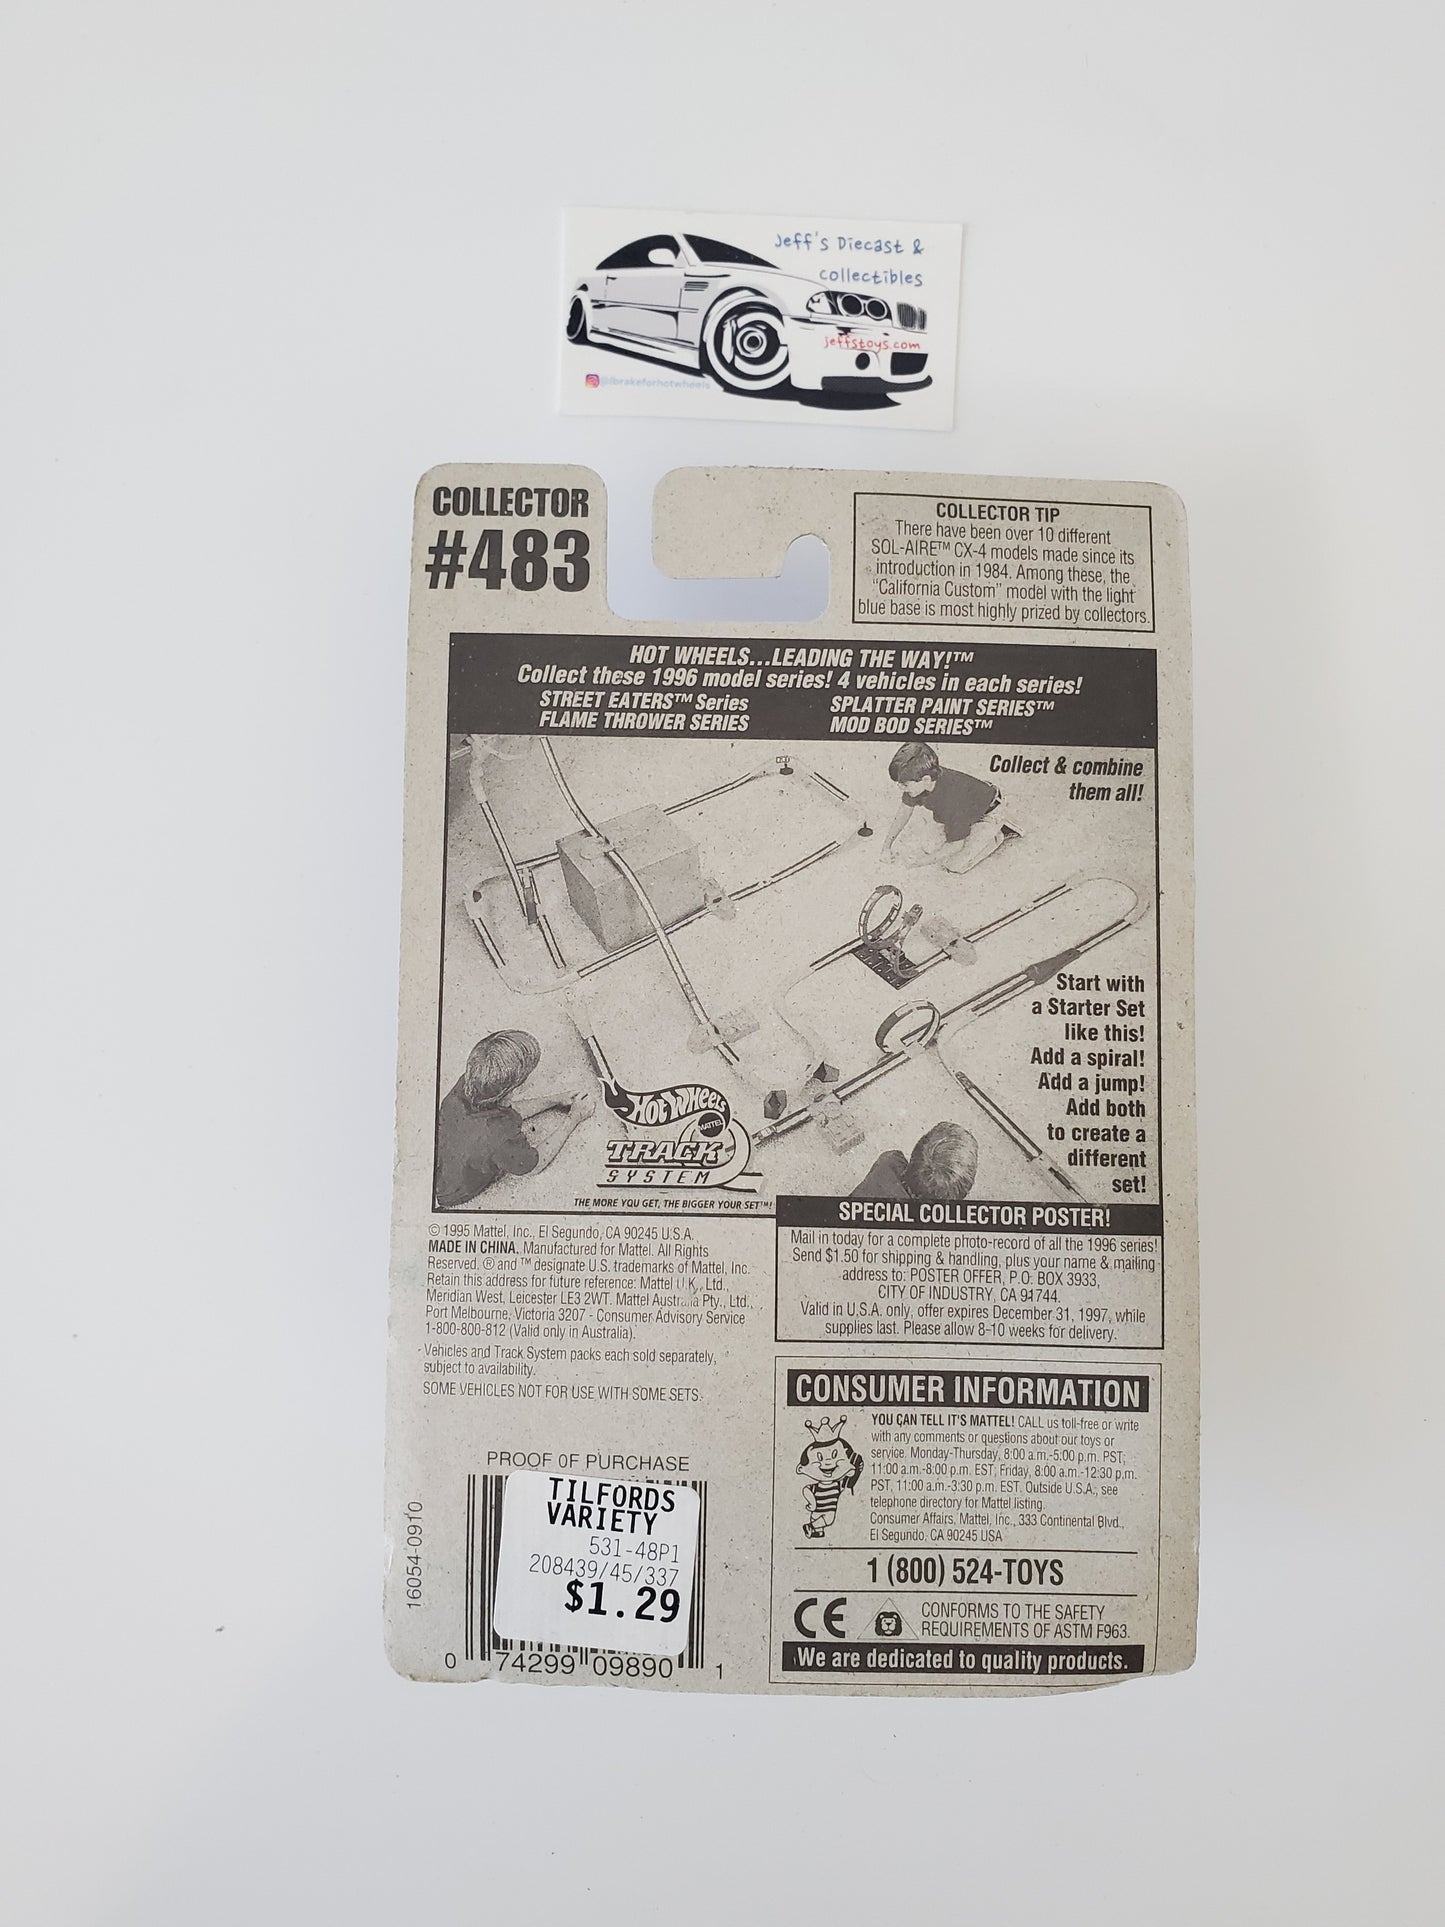 Jeff's Diecast &
collectibles
jeffstoys.com
@ibrakeforhotwheels
COLLECTOR
#483
COLLECTOR TIP
There have been over 10 different
SOL-AIRE™ CX-4 models made since its
introduction in 1984. Among these, the
"California Custom" model with the light
blue base is most highly prized by collectors.
HOT WHEELS...LEADING THE WAY!™
Collect these 1996 model series! 4 vehicles in each series!
STREET EATERS™ Series
FLAME THROWER SERIES
SPLATTER PAINT SERIES™
MOD BOD SERIES™
Collect & combine
them all!
Start with
a Starter Set
like this!
Add a spiral!
Add a jump!
Add both
to create a
different
set!
Hot Wheels
MATTEL
TRACK
SYSTEM
THE MORE YOU GET, THE BIGGER YOUR SET™!
© 1995 Mattel, Inc., El Segundo, CA 90245 U.S.A.
MADE IN CHINA. Manufactured for Mattel. All Rights
Reserved. ® and ™ designate U.S. trademarks of Mattel, Inc.
Retain this address for future reference: Mattel U.K., Ltd.,
Meridian West, Leicester LE3 2WT. Mattel Australia Pty., Ltd.,
Port Melbourne, Victoria 3207 - Consumer Advisory Service
1-800-800-812 (Valid only in Australia).
Vehicles and Track System packs each sold separately,
subject to availability.
SOME VEHICLES NOT FOR USE WITH SOME SETS.
SPECIAL COLLECTOR POSTER!
Mail in today for a complete photo-record of all the 1996 series!
Send $1.50 for shipping & handling, plus your name & mailing
address to: POSTER OFFER, P.O. BOX 3933,
CITY OF INDUSTRY, CA 91744.
Valid in U.S.A. only, offer expires December 31, 1997, while
supplies last. Please allow 8-10 weeks for delivery.
CONSUMER INFORMATION
YOU CAN TELL IT'S MATTEL! CALL us toll-free or write
with any comments or questions about our toys or
service. Monday-Thursday, 8:00 a.m.-5:00 p.m. PST;
11:00 a.m.-8:00 p.m. EST; Friday, 8:00 a.m.-12:30 p.m.
PST, 11:00 a.m.-3:30 p.m. EST. Outside U.S.A., see
telephone directory for Mattel listing.
Consumer Affairs, Mattel, Inc., 333 Continental Blvd.,
El Segundo, CA 90245 USA
1 (800) 524-TOYS
CE
CONFORMS TO THE SAFETY
REQUIREMENTS OF ASTM F963.
We are dedicated to quality products.
PROOF OF PURCHASE
TILFORDS
VARIETY
531-48P1
208439/45/337
$1.29
0 74299 09890 1
16054-0910